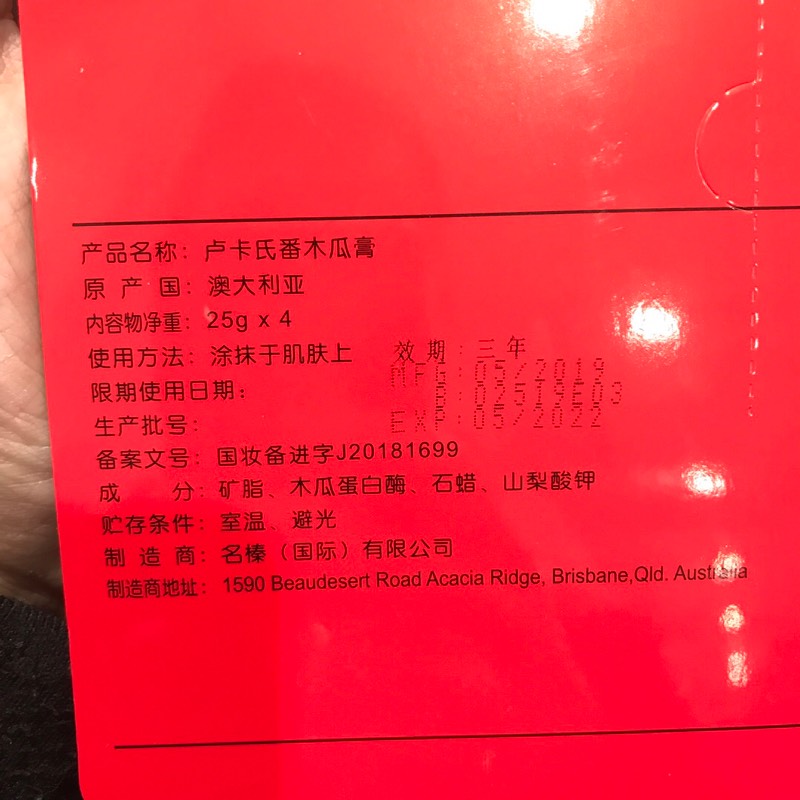 产品名称：卢卡氏番木瓜膏
原产国：澳大利亚
内容物净重：25g x 4
使用方法：涂抹于肌肤上
效期：三年
限期使用日期：
MFG：05/2019
B：02519E03
生产批号：
EXP：05/2022
备案文号：国妆备进字J20181699
成分：矿脂、木瓜蛋白酶、石蜡、山梨酸钾
贮存条件：室温、避光
制造商：名榛（国际）有限公司
制造商地址：1590 Beaudesert Road Acacia Ridge, Brisbane,Qld. Australia